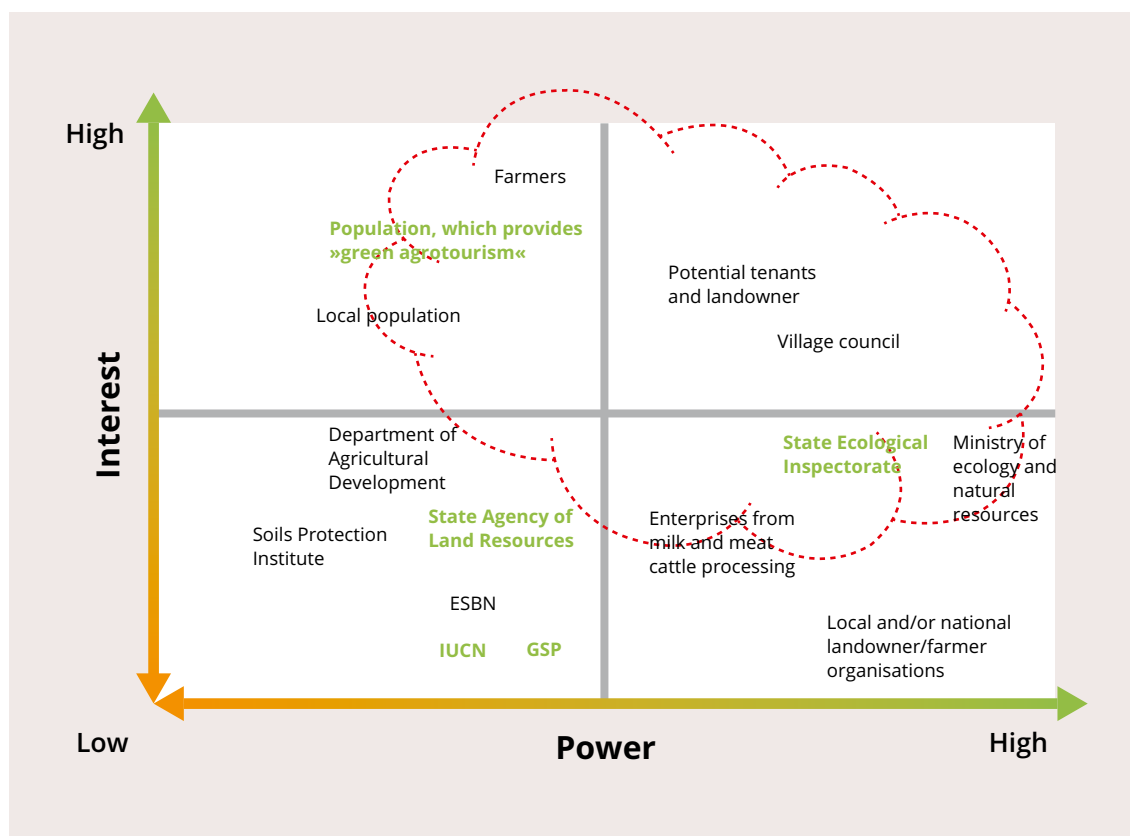 High
Farmers
Population, which provides
»green agrotourism«
Potential tenants
and landowner
Local population
Village council
Interest
Department of
Agricultural
Development
State Ecological
Inspectorate
Ministry of
ecology and
natural
resources
State Agency of
Land Resources
Soils Protection
Institute
Enterprises from
milk and meat
cattle processing
ESBN
IUCN
GSP
Local and/or national
landowner/farmer
organisations
Low
Power
High